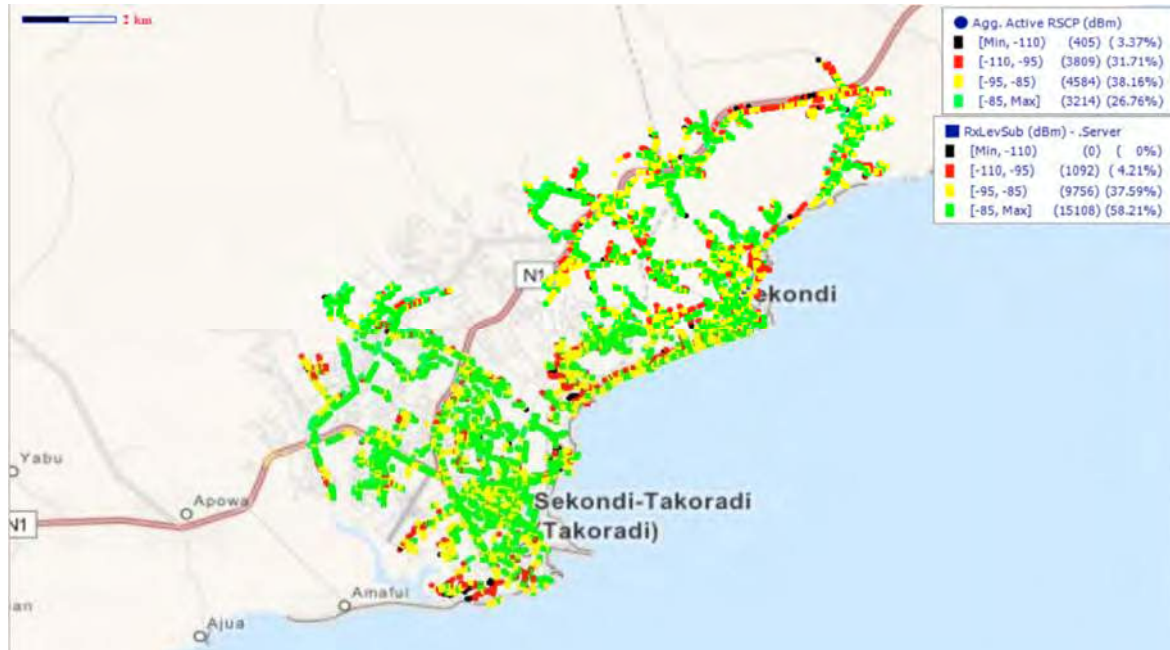 2 km
Agg. Active RSCP (dBm)
[Min, -110) (405) ( 3.37%)
[-110, -95) (3809) (31.71%)
[-95, -85) (4584) (38.16%)
[-85, Max] (3214) (26.76%)
RxLevSub (dBm) - .Server
[Min, -110) (0) ( 0%)
[-110, -95) (1092) ( 4.21%)
[-95, -85) (9756) (37.59%)
[-85, Max] (15108) (58.21%)
N1
ekondi
Yabu
Apowa
Sekondi-Takoradi
(Takoradi)
N1
Amaful
an
Ajua